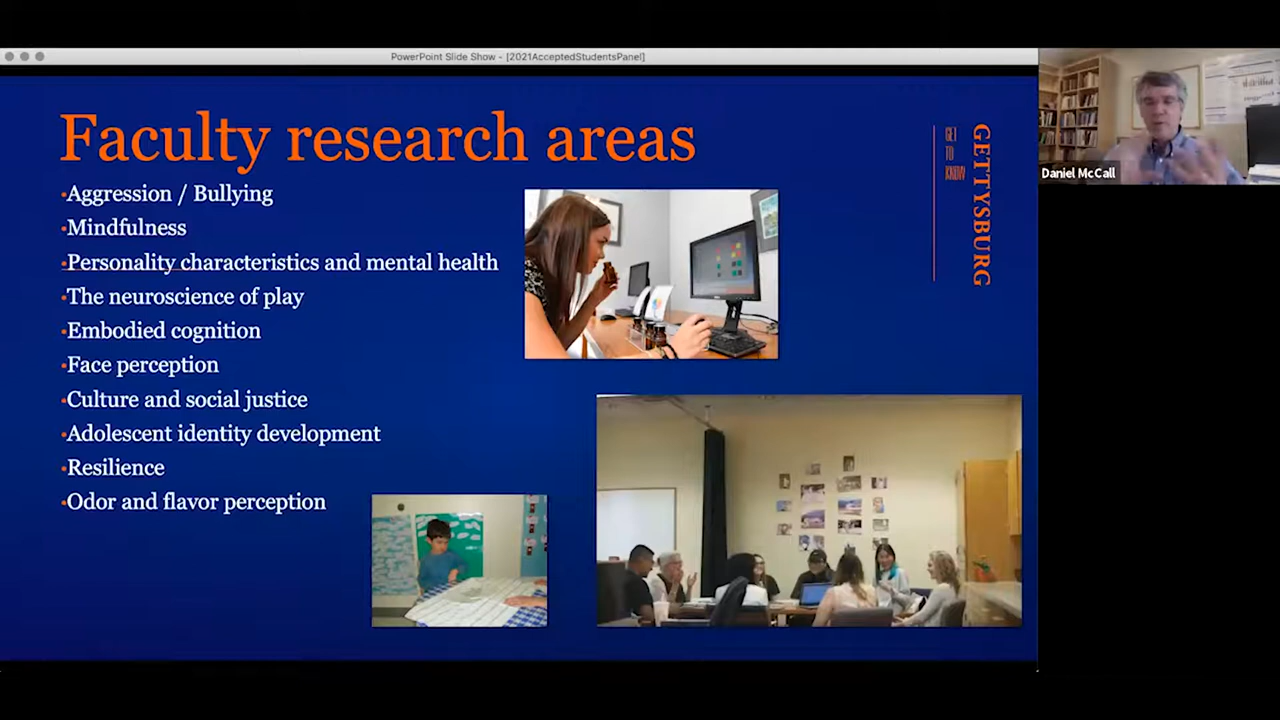 PowerPoint Slide Show - [2021AcceptedStudentsPanel]
Faculty research areas
•Aggression / Bullying
•Mindfulness
•Personality characteristics and mental health
•The neuroscience of play
•Embodied cognition
•Face perception
•Culture and social justice
•Adolescent identity development
•Resilience
•Odor and flavor perception
GET
TO
KNOW
GETTYSBURG
Daniel McCall